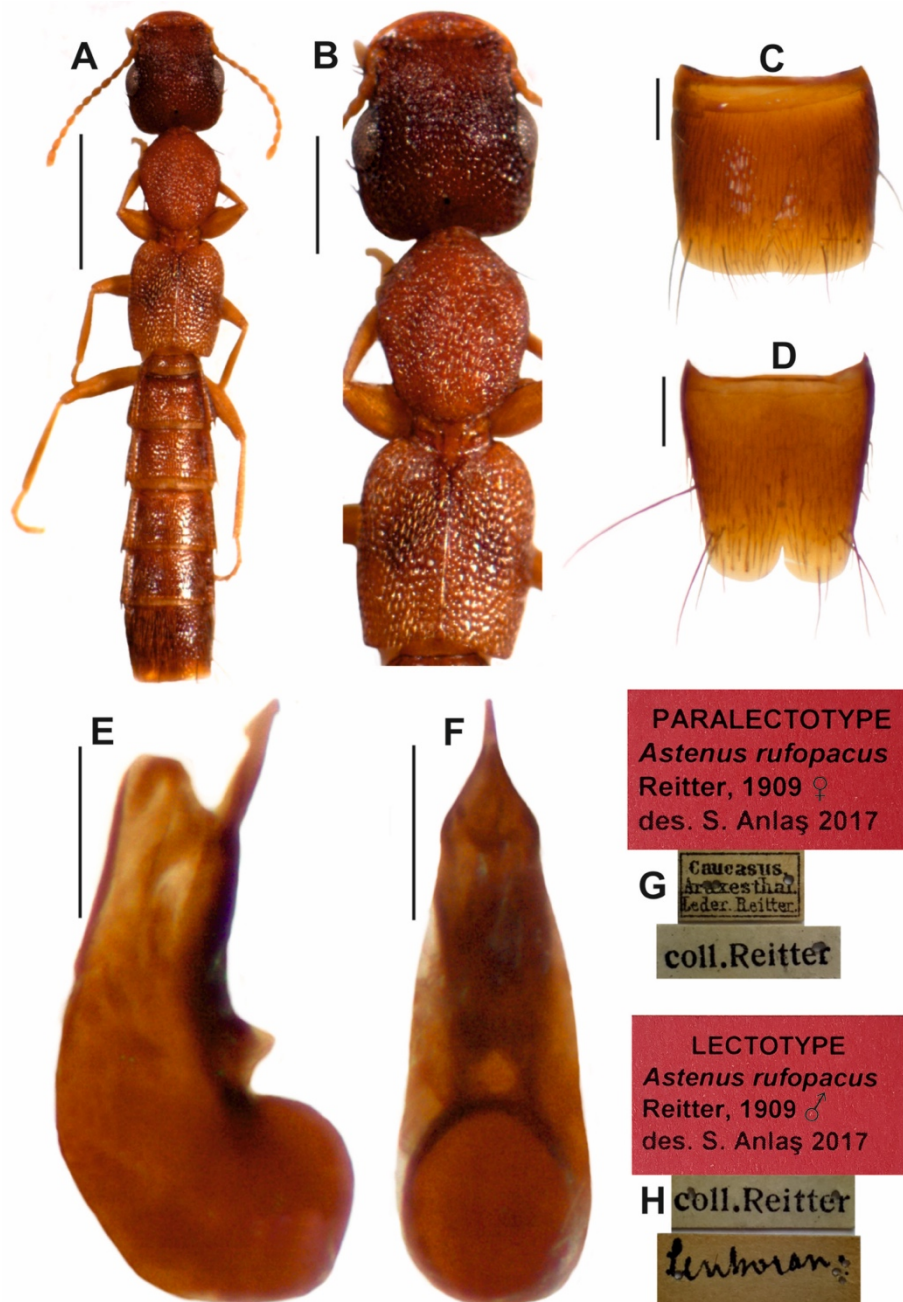 A
B
C
D
E
F
PARALECTOTYPE
Astenus rufopacus
Reitter, 1909 ♀
des. S. Anlaş 2017
G
Caucasus.
Araxesthal.
Leder. Reitter.
coll.Reitter
LECTOTYPE
Astenus rufopacus
Reitter, 1909 ♂
des. S. Anlaş 2017
H
coll.Reitter
Lenkoran